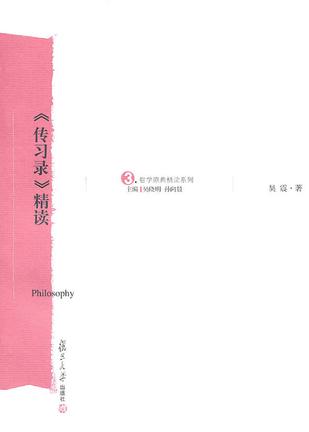 《传习录》精读
3. 哲学原典精读系列
主编 吴晓明 孙向晨
吴 震·著
Philosophy
复旦大学
出版社